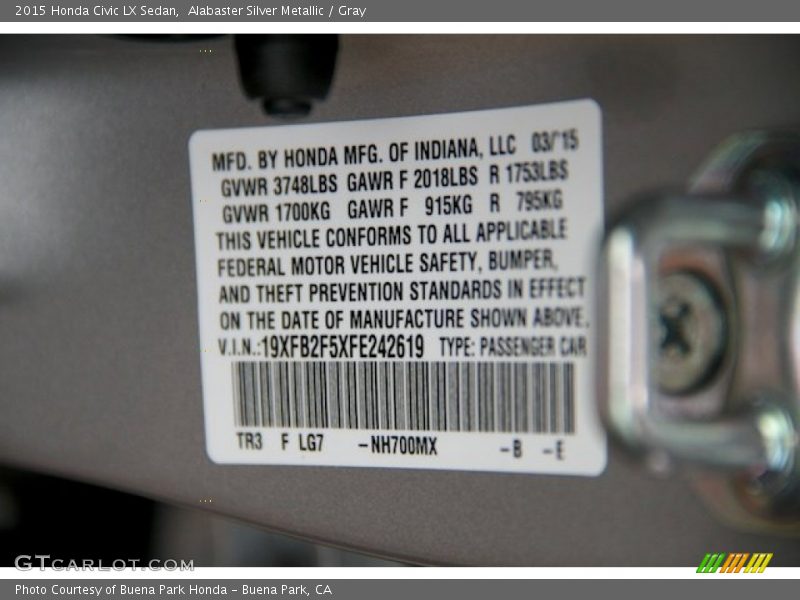 2015 Honda Civic LX Sedan,  Alabaster Silver Metallic / Gray
MFD. BY HONDA MFG. OF INDIANA, LLC 03/'15
GVWR 3748LBS GAWR F 2018LBS R 1753LBS
GVWR 1700KG GAWR F 915KG R 795KG
THIS VEHICLE CONFORMS TO ALL APPLICABLE
FEDERAL MOTOR VEHICLE SAFETY, BUMPER,
AND THEFT PREVENTION STANDARDS IN EFFECT
ON THE DATE OF MANUFACTURE SHOWN ABOVE.
V.I.N.:19XFB2F5XFE242619 TYPE: PASSENGER CAR
TR3 F LG7 -NH700MX -B -E
GTCARLOT.COM
Photo Courtesy of Buena Park Honda - Buena Park, CA